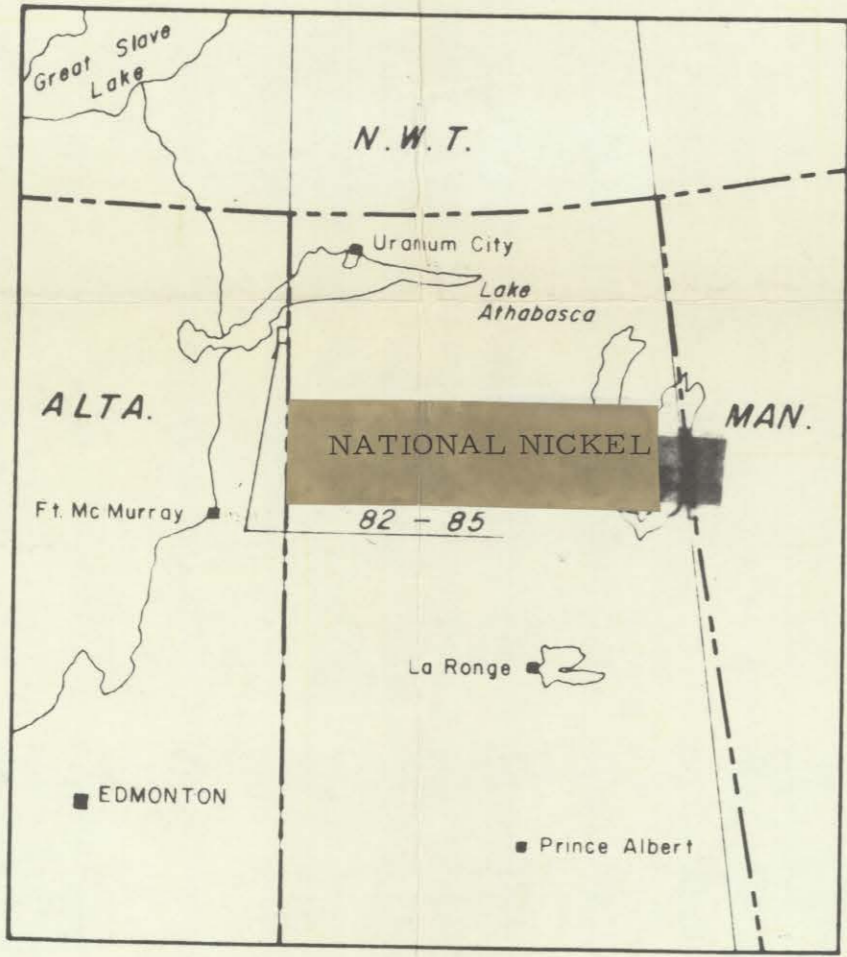 Great Slave
Lake
N.W.T.
Uranium City
Lake
Athabasca
ALTA.
MAN.
NATIONAL NICKEL
Ft. Mc Murray
82 – 85
La Ronge
EDMONTON
Prince Albert